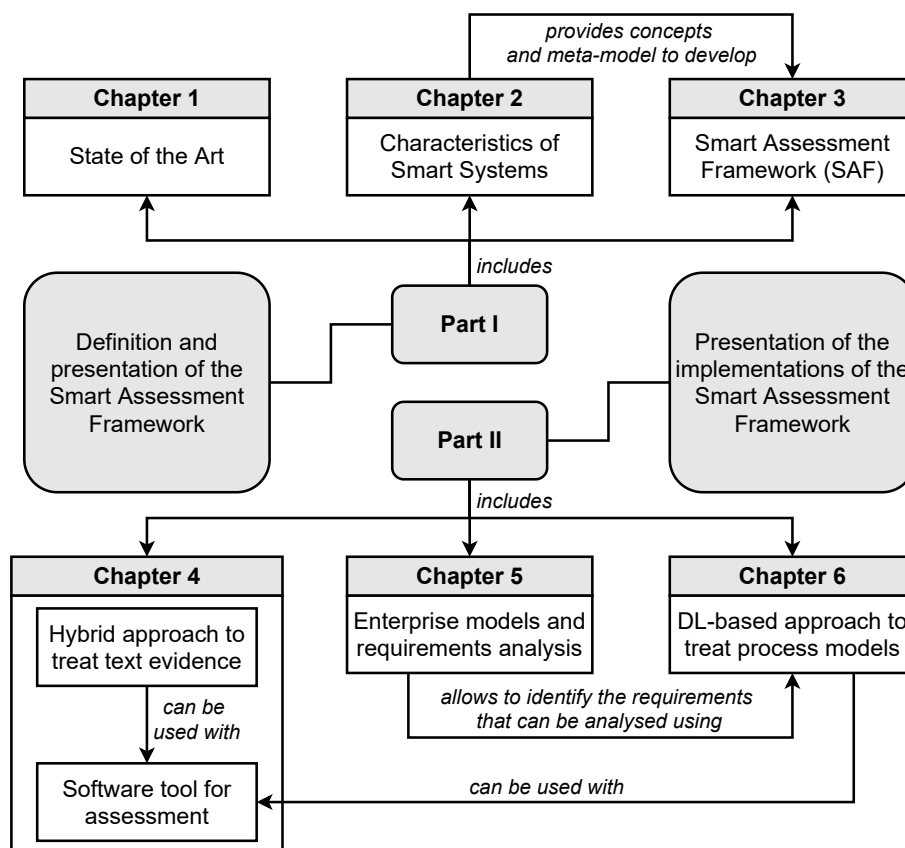 provides concepts
and meta-model to develop
Chapter 1
State of the Art
Chapter 2
Characteristics of
Smart Systems
Chapter 3
Smart Assessment
Framework (SAF)
includes
Definition and
presentation of the
Smart Assessment
Framework
Part I
Part II
Presentation of the
implementations of the
Smart Assessment
Framework
includes
Chapter 4
Hybrid approach to
treat text evidence
can be
used with
Software tool for
assessment
Chapter 5
Enterprise models and
requirements analysis
Chapter 6
DL-based approach to
treat process models
allows to identify the requirements
that can be analysed using
can be used with